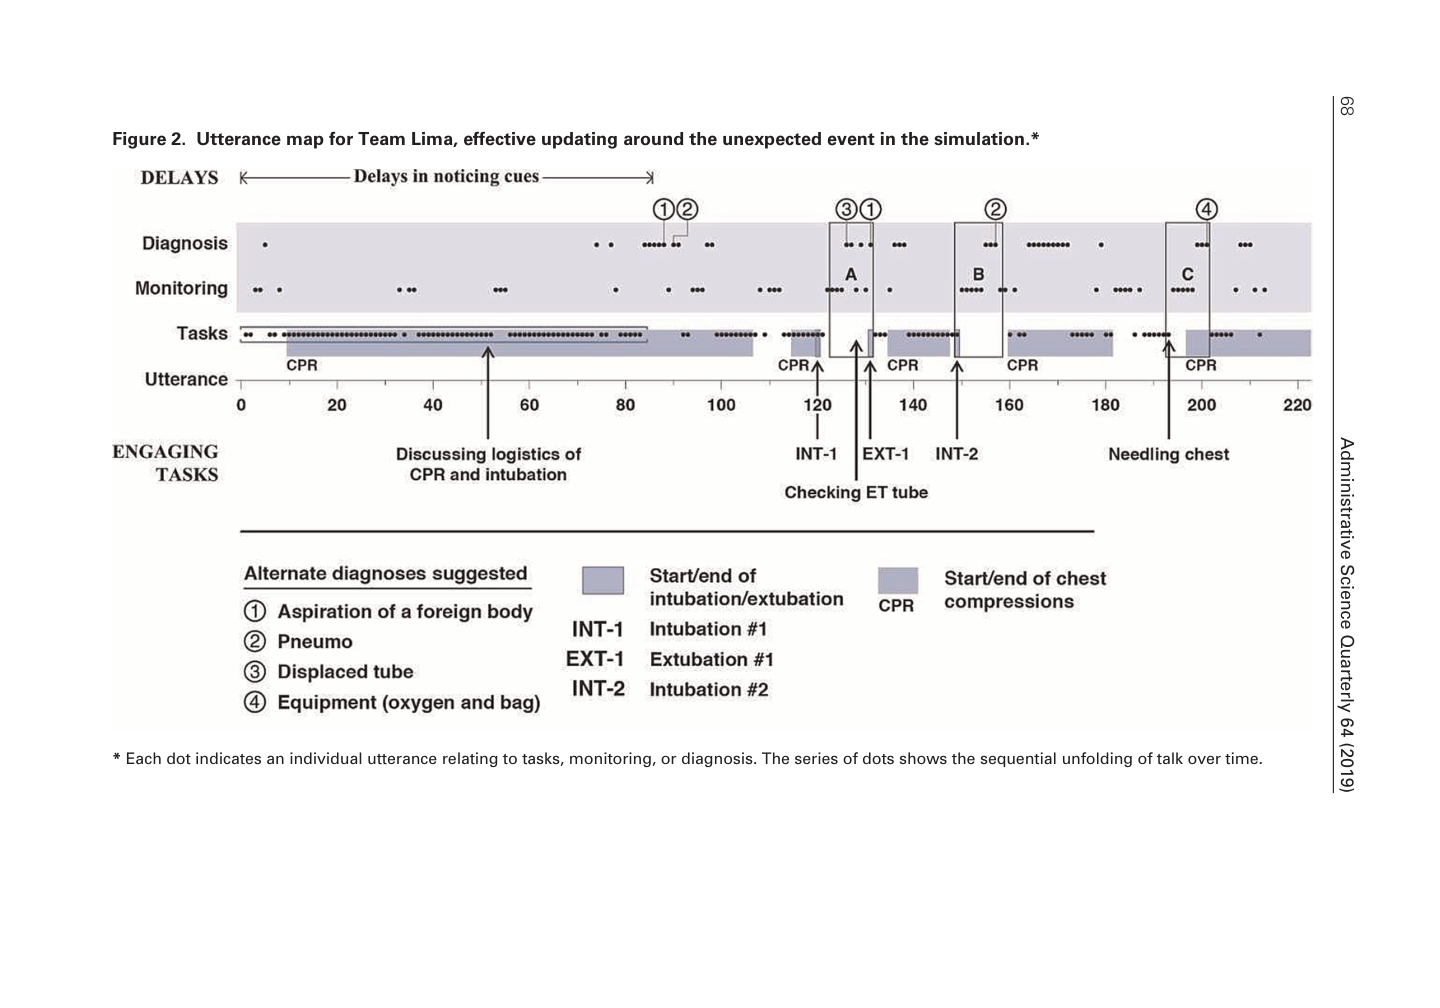 68
Administrative Science Quarterly 64 (2019)
Figure 2. Utterance map for Team Lima, effective updating around the unexpected event in the simulation.*
DELAYS
Delays in noticing cues
1 2 3 1 2 4
Diagnosis
A B C
Monitoring
Tasks
CPR CPR CPR CPR CPR
Utterance
0 20 40 60 80 100 120 140 160 180 200 220
ENGAGING
TASKS
Discussing logistics of
CPR and intubation
INT-1 EXT-1 INT-2 Needling chest
Checking ET tube
Alternate diagnoses suggested
1 Aspiration of a foreign body
2 Pneumo
3 Displaced tube
4 Equipment (oxygen and bag)
Start/end of
intubation/extubation
INT-1 Intubation #1
EXT-1 Extubation #1
INT-2 Intubation #2
CPR
Start/end of chest
compressions
* Each dot indicates an individual utterance relating to tasks, monitoring, or diagnosis. The series of dots shows the sequential unfolding of talk over time.